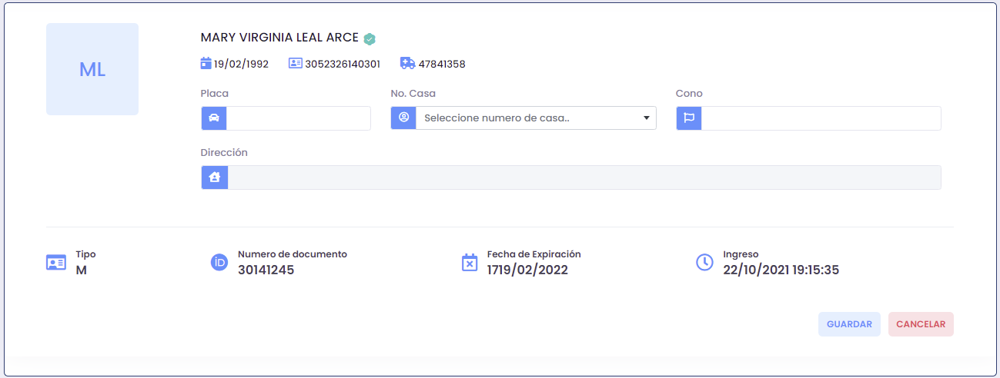 ML
MARY VIRGINIA LEAL ARCE
19/02/1992 3052326140301 47841358
Placa No. Casa Cono
Seleccione numero de casa..
Dirección
Tipo Numero de documento Fecha de Expiración Ingreso
M 30141245 1719/02/2022 22/10/2021 19:15:35
GUARDAR CANCELAR